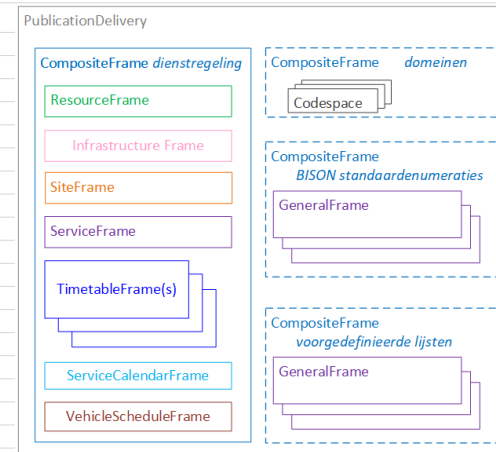 PublicationDelivery
CompositeFrame dienstregeling
ResourceFrame
Infrastructure Frame
SiteFrame
ServiceFrame
TimetableFrame(s)
ServiceCalendarFrame
VehicleScheduleFrame
CompositeFrame domeinen
Codespace
CompositeFrame
BISON standaardenumeraties
GeneralFrame
CompositeFrame
voorgedefinieerde lijsten
GeneralFrame